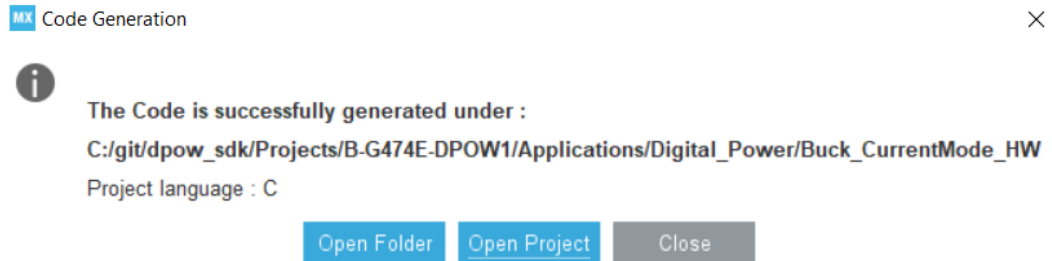 MX Code Generation
The Code is successfully generated under :
C:/git/dpow_sdk/Projects/B-G474E-DPOW1/Applications/Digital_Power/Buck_CurrentMode_HW
Project language : C
Open Folder Open Project Close